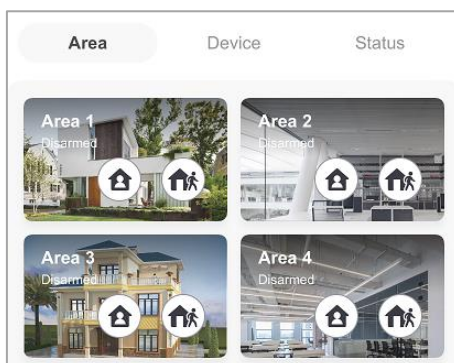 Area Device Status
Area 1
Disarmed
Area 2
Disarmed
Area 3
Disarmed
Area 4
Disarmed